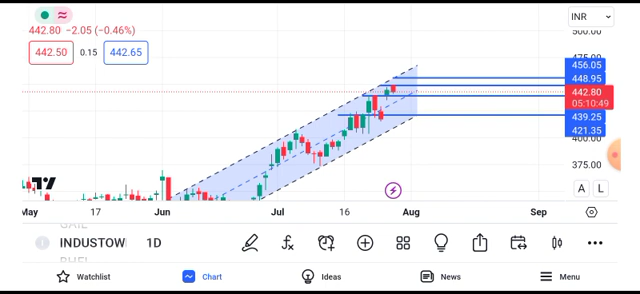 442.80 −2.05 (−0.46%)
INR
442.50 0.15 442.65
500.00
475.00
456.05
448.95
442.80
05:10:49
439.25
421.35
400.00
375.00
A L
May 17 Jun Jul 16 Aug Sep
INDUSTOW 1D
Watchlist Chart Ideas News Menu